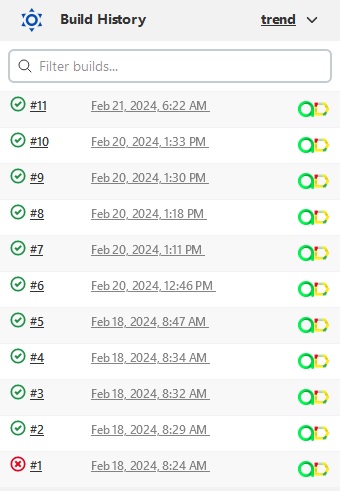 Build History trend
Filter builds...
#11 Feb 21, 2024, 6:22 AM
#10 Feb 20, 2024, 1:33 PM
#9 Feb 20, 2024, 1:30 PM
#8 Feb 20, 2024, 1:18 PM
#7 Feb 20, 2024, 1:11 PM
#6 Feb 20, 2024, 12:46 PM
#5 Feb 18, 2024, 8:47 AM
#4 Feb 18, 2024, 8:34 AM
#3 Feb 18, 2024, 8:32 AM
#2 Feb 18, 2024, 8:29 AM
#1 Feb 18, 2024, 8:24 AM